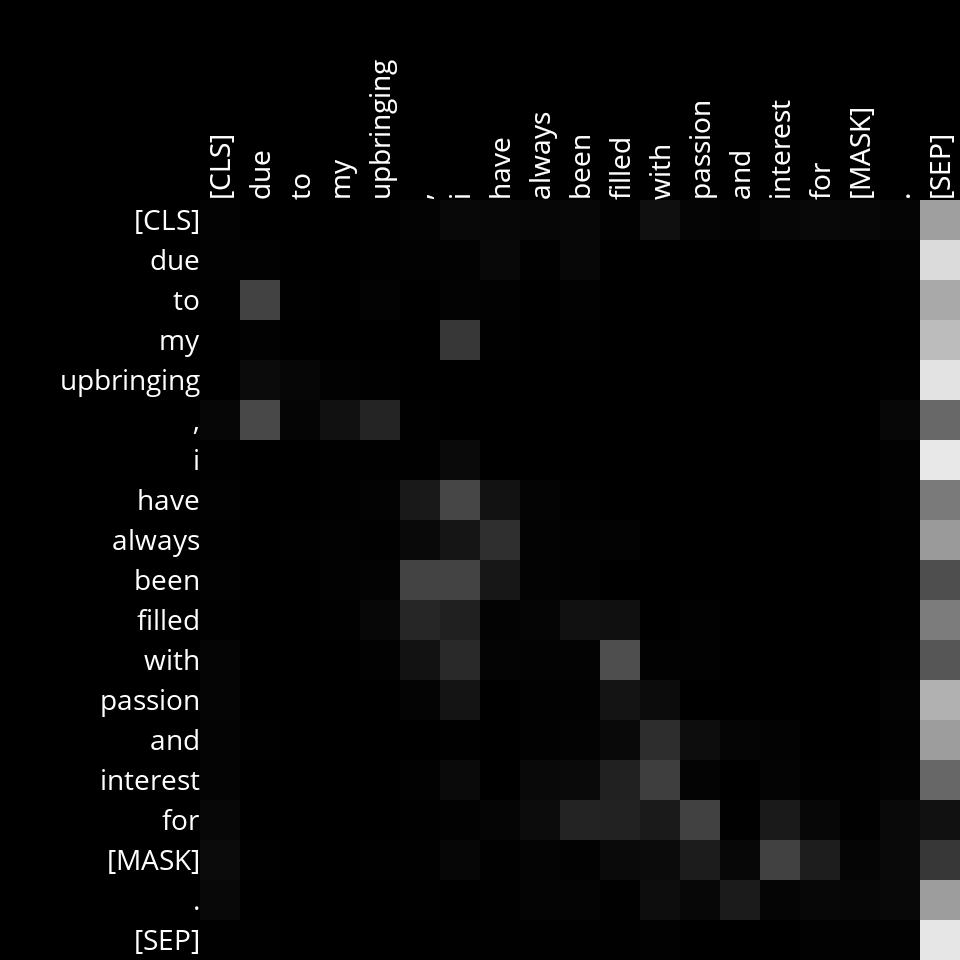 [CLS]
due
to
my
upbringing
,
i
have
always
been
filled
with
passion
and
interest
for
[MASK]
.
[SEP]
[CLS]
due
to
my
upbringing
,
i
have
always
been
filled
with
passion
and
interest
for
[MASK]
.
[SEP]